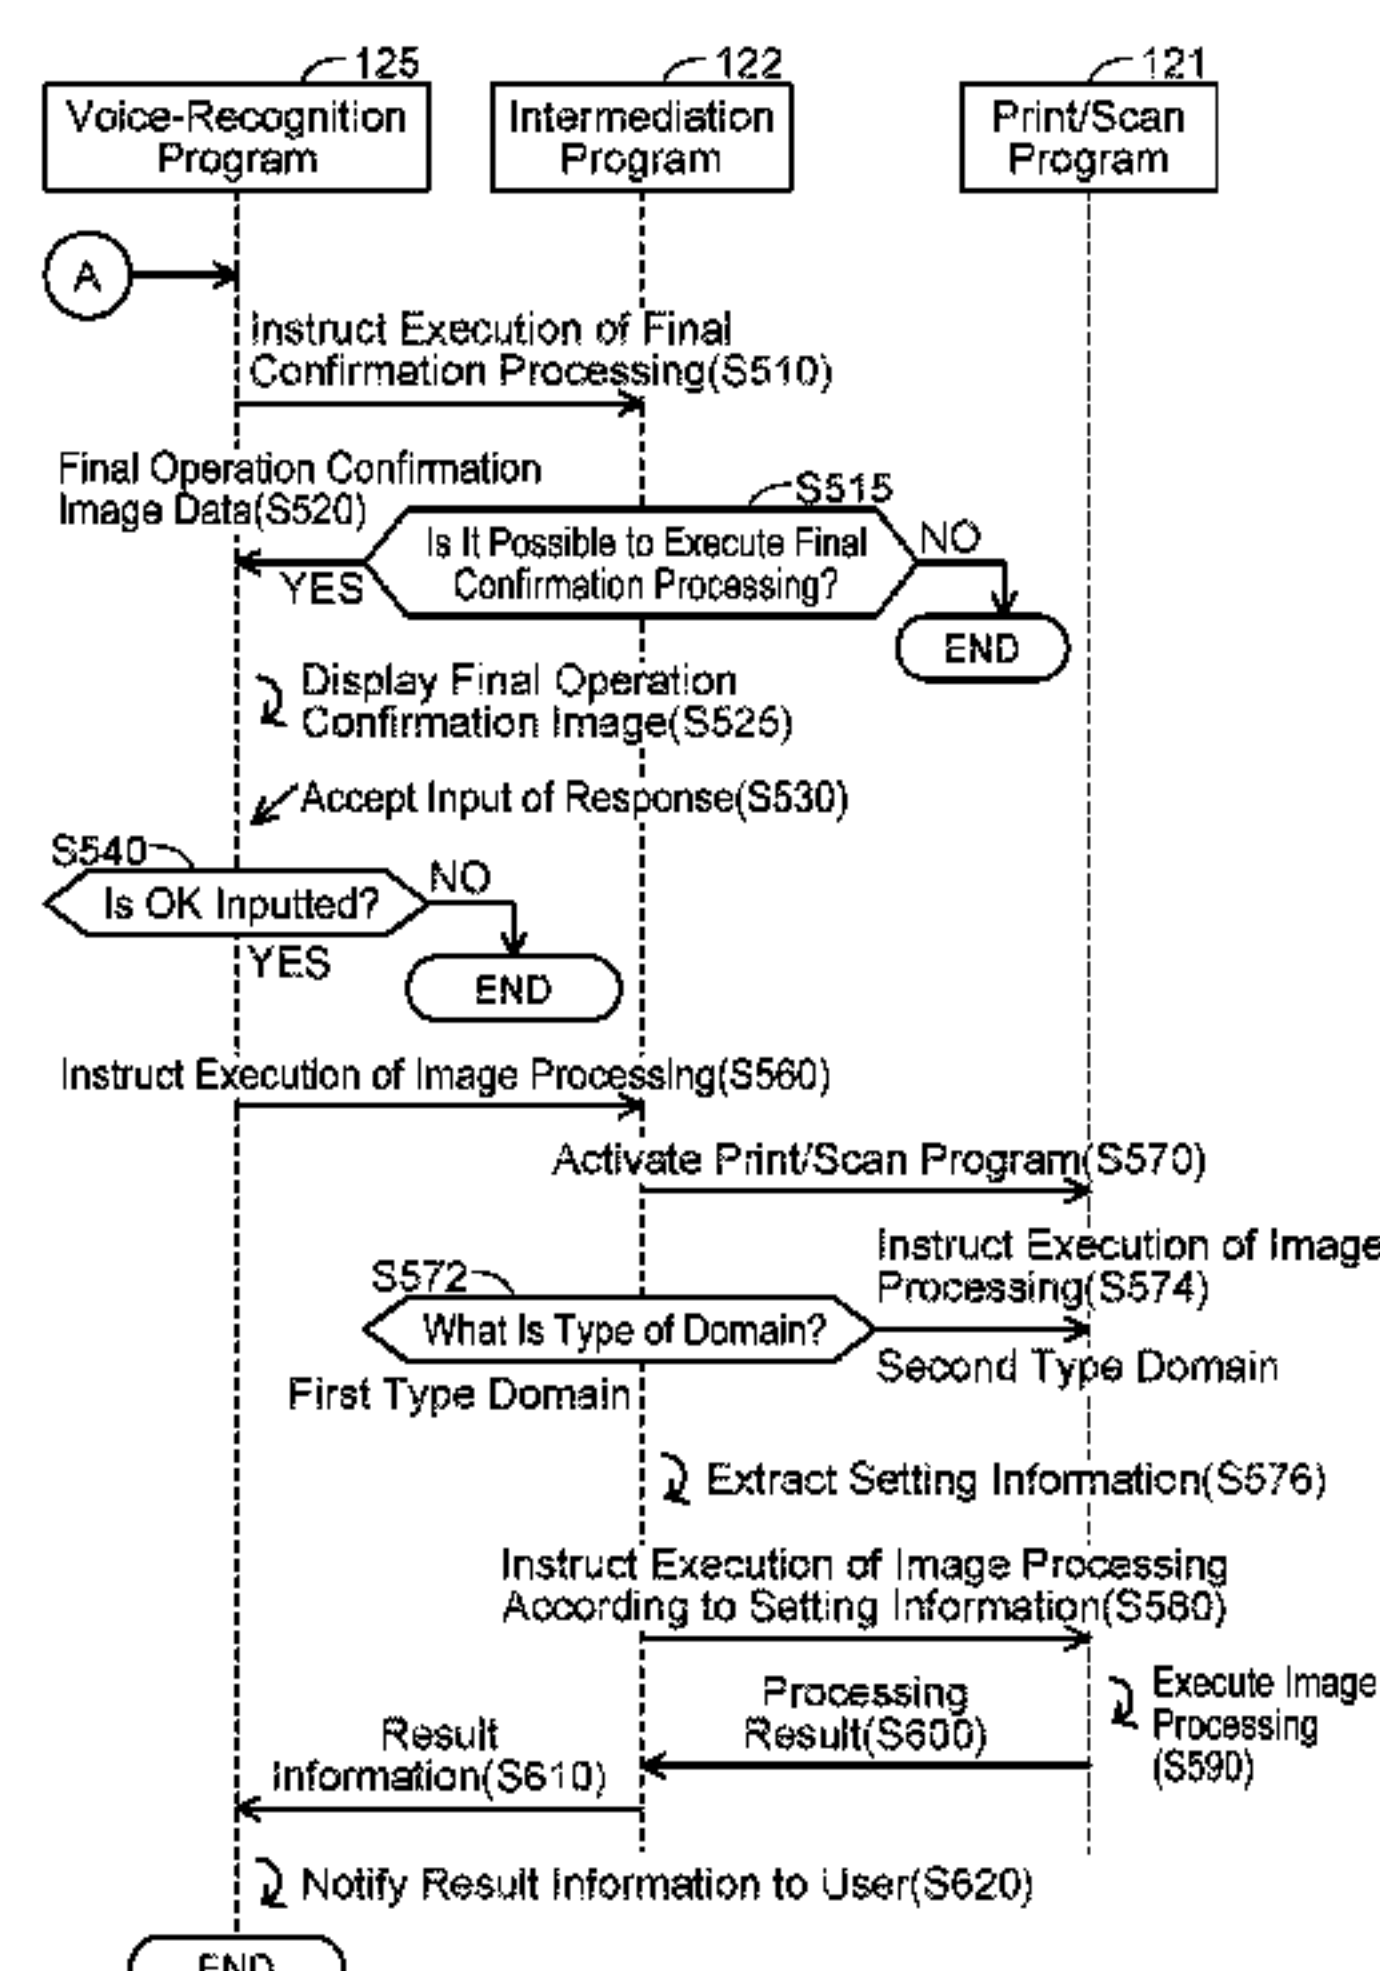 125
122
121
Voice-Recognition
Program
Intermediation
Program
Print/Scan
Program
A
Instruct Execution of Final
Confirmation Processing(S510)
Final Operation Confirmation
Image Data(S520)
S515
Is It Possible to Execute Final
Confirmation Processing?
NO
YES
END
Display Final Operation
Confirmation Image(S525)
Accept Input of Response(S530)
S540
Is OK Inputted?
NO
YES
END
Instruct Execution of Image Processing(S560)
Activate Print/Scan Program(S570)
Instruct Execution of Image
Processing(S574)
S572
What Is Type of Domain?
Second Type Domain
First Type Domain
Extract Setting Information(S576)
Instruct Execution of Image Processing
According to Setting Information(S580)
Execute Image
Processing
(S590)
Processing
Result(S600)
Result
Information(S610)
Notify Result Information to User(S620)
END